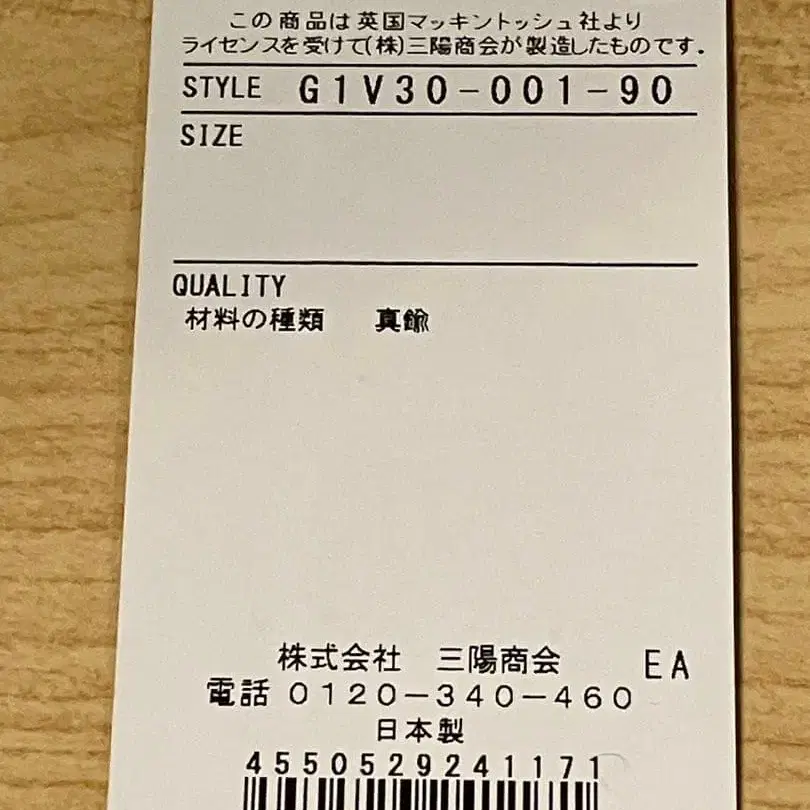 この商品は英国マッキントッシュ社より
ライセンスを受けて(株)三陽商会が製造したものです.
STYLE G1V30-001-90
SIZE
QUALITY
材料の種類 真鍮
株式会社 三陽商会 EA
電話 0120-340-460
日本製
4550529241171